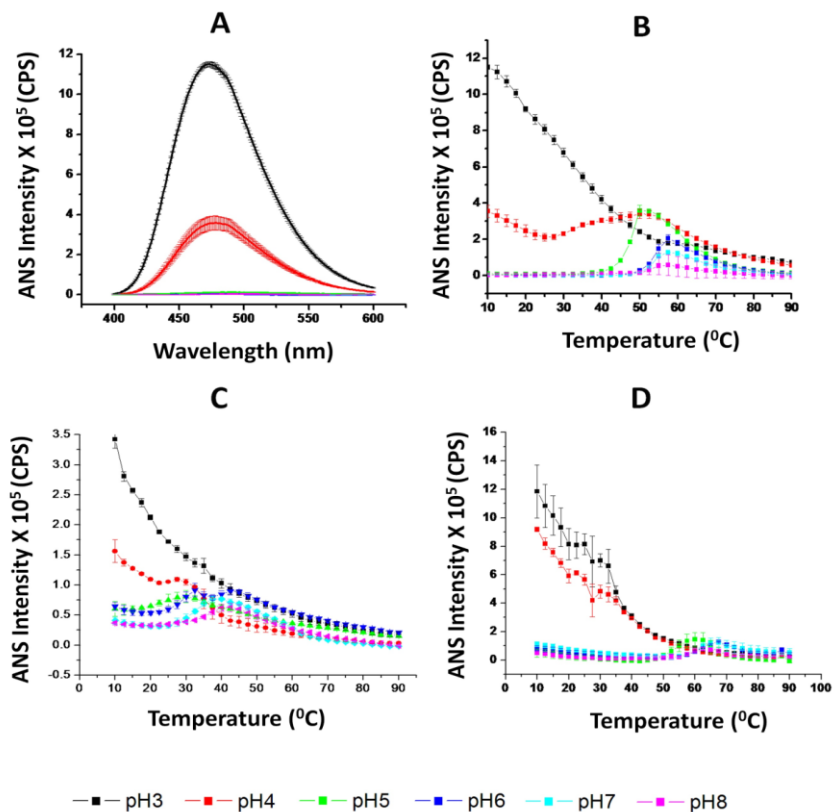 A
ANS Intensity X 10⁵ (CPS)
12
10
8
6
4
2
0
400 450 500 550 600
Wavelength (nm)
B
ANS Intensity X 10⁵ (CPS)
12
10
8
6
4
2
0
10 20 30 40 50 60 70 80 90
Temperature (⁰C)
C
ANS Intensity X 10⁵ (CPS)
3.5
3.0
2.5
2.0
1.5
1.0
0.5
0.0
-0.5
10 20 30 40 50 60 70 80 90
Temperature (⁰C)
D
ANS Intensity X 10⁵ (CPS)
16
14
12
10
8
6
4
2
0
0 10 20 30 40 50 60 70 80 90 100
Temperature (⁰C)
pH3 pH4 pH5 pH6 pH7 pH8